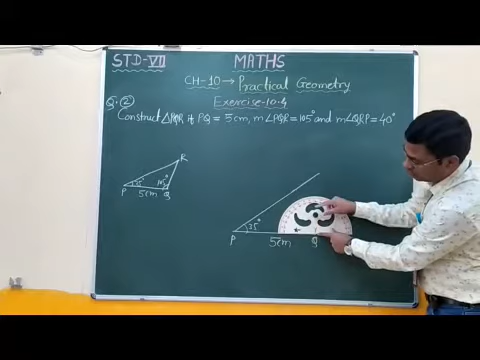 STD-VII
MATHS
CH-10 → Practical Geometry
Exercise-10.4
Q.② Construct △PQR if PQ = 5cm, m∠PQR = 105° and m∠QRP = 40°
R
35° 105°
P 5cm Q
35°
P 5cm Q